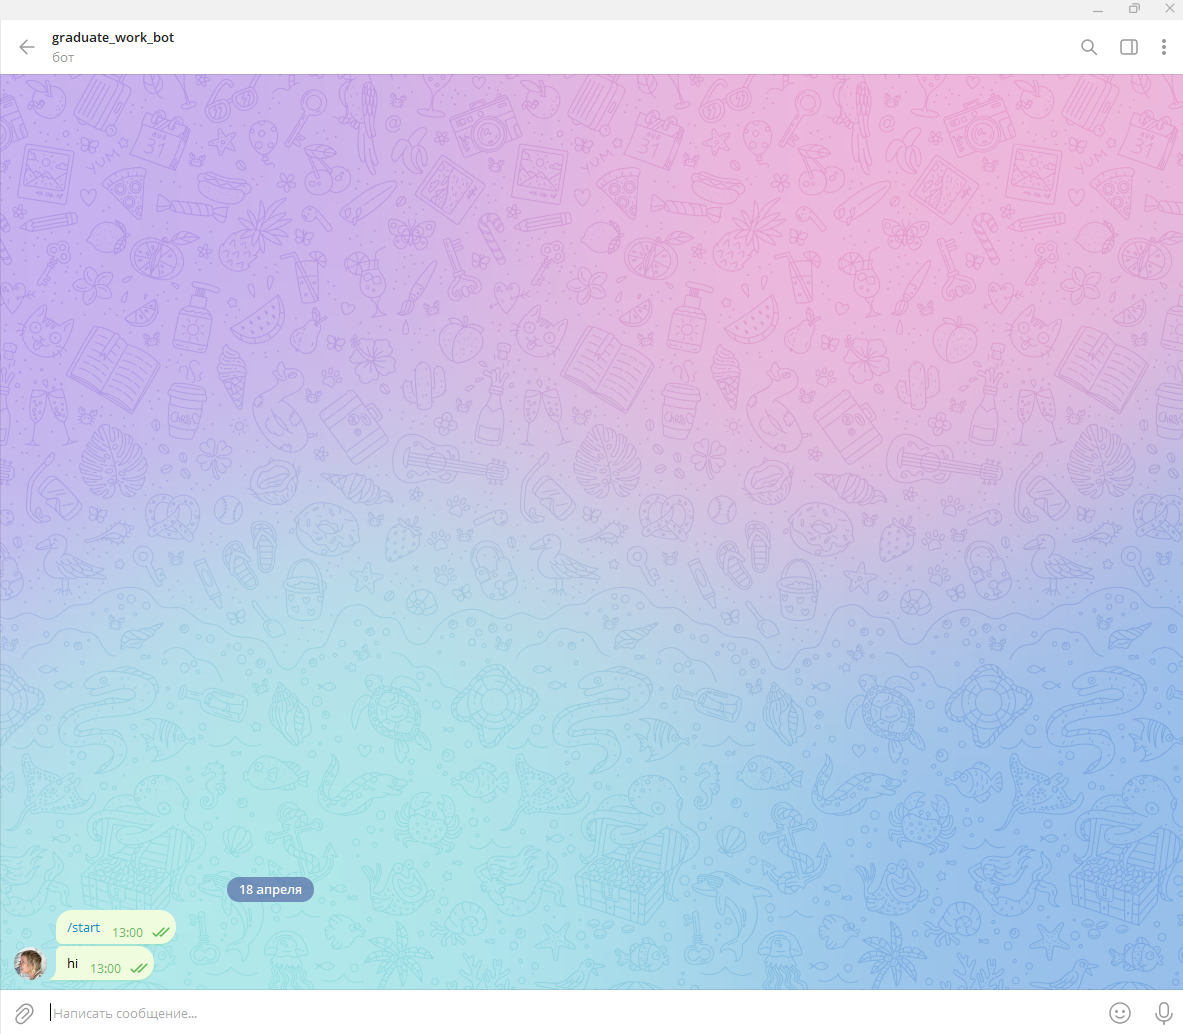 graduate_work_bot
бот
18 апреля
/start 13:00
hi 13:00
Написать сообщение...